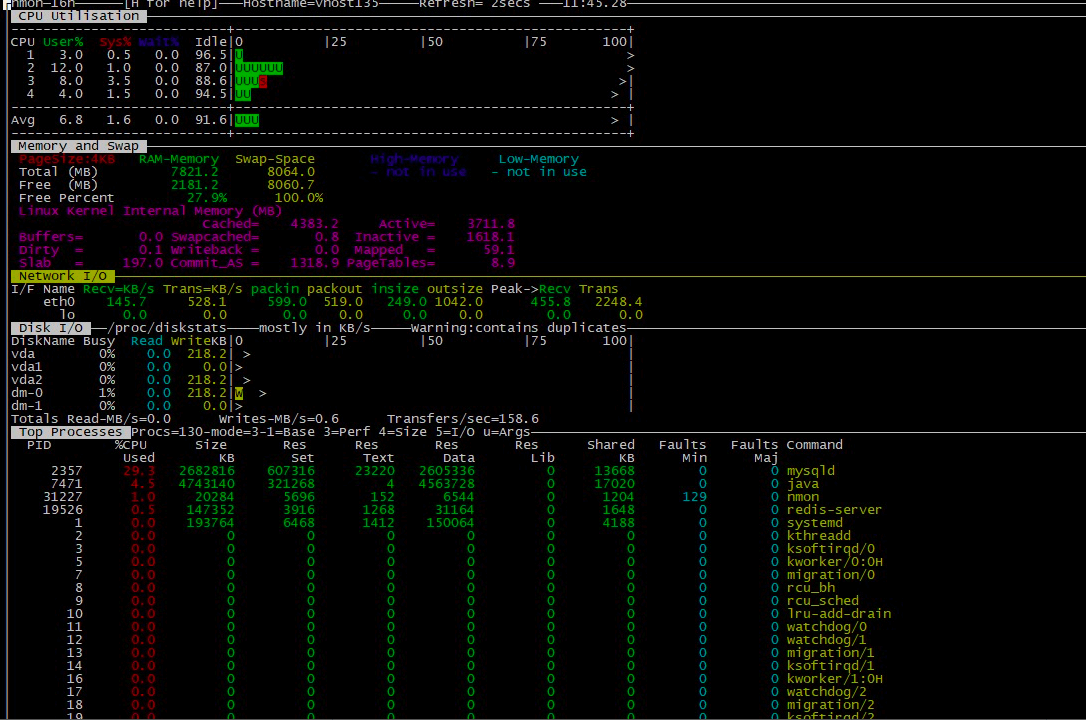 nmon—16h———[H for help]———Hostname=vhost135———Refresh= 2secs ———11:45.28
CPU Utilisation
---------------------------+-------------------------------------------------+
CPU User% Sys% Wait% Idle|0 |25 |50 |75 100|
1 3.0 0.5 0.0 96.5|U >
2 12.0 1.0 0.0 87.0|UUUUUU >
3 8.0 3.5 0.0 88.6|UUUs >|
4 4.0 1.5 0.0 94.5|UU > |
---------------------------+-------------------------------------------------+
Avg 6.8 1.6 0.0 91.6|UUU > |
---------------------------+-------------------------------------------------+
Memory and Swap
PageSize:4KB RAM-Memory Swap-Space High-Memory Low-Memory
Total (MB) 7821.2 8064.0 - not in use - not in use
Free (MB) 2181.2 8060.7
Free Percent 27.9% 100.0%
Linux Kernel Internal Memory (MB)
Cached= 4383.2 Active= 3711.8
Buffers= 0.0 Swapcached= 0.8 Inactive = 1618.1
Dirty = 0.1 Writeback = 0.0 Mapped = 59.1
Slab = 197.0 Commit_AS = 1318.9 PageTables= 8.9
Network I/O
I/F Name Recv=KB/s Trans=KB/s packin packout insize outsize Peak->Recv Trans
eth0 145.7 528.1 599.0 519.0 249.0 1042.0 455.8 2248.4
lo 0.0 0.0 0.0 0.0 0.0 0.0 0.0 0.0
Disk I/O —/proc/diskstats———mostly in KB/s———Warning:contains duplicates
DiskName Busy Read WriteKB|0 |25 |50 |75 100|
vda 0% 0.0 218.2| > |
vda1 0% 0.0 0.0|> |
vda2 0% 0.0 218.2| > |
dm-0 1% 0.0 218.2|W > |
dm-1 0% 0.0 0.0|> |
Totals Read-MB/s=0.0 Writes-MB/s=0.6 Transfers/sec=158.6
Top Processes Procs=130-mode=3-1=Base 3=Perf 4=Size 5=I/O u=Args
PID %CPU Size Res Res Res Res Shared Faults Faults Command
Used KB Set Text Data Lib KB Min Maj
2357 29.3 2682816 607316 23220 2605336 0 13668 0 0 mysqld
7471 4.5 4743140 321268 4 4563728 0 17020 0 0 java
31227 1.0 20284 5696 152 6544 0 1204 129 0 nmon
19526 0.5 147352 3916 1268 31164 0 1648 0 0 redis-server
1 0.0 193764 6468 1412 150064 0 4188 0 0 systemd
2 0.0 0 0 0 0 0 0 0 0 kthreadd
3 0.0 0 0 0 0 0 0 0 0 ksoftirqd/0
5 0.0 0 0 0 0 0 0 0 0 kworker/0:0H
7 0.0 0 0 0 0 0 0 0 0 migration/0
8 0.0 0 0 0 0 0 0 0 0 rcu_bh
9 0.0 0 0 0 0 0 0 0 0 rcu_sched
10 0.0 0 0 0 0 0 0 0 0 lru-add-drain
11 0.0 0 0 0 0 0 0 0 0 watchdog/0
12 0.0 0 0 0 0 0 0 0 0 watchdog/1
13 0.0 0 0 0 0 0 0 0 0 migration/1
14 0.0 0 0 0 0 0 0 0 0 ksoftirqd/1
16 0.0 0 0 0 0 0 0 0 0 kworker/1:0H
17 0.0 0 0 0 0 0 0 0 0 watchdog/2
18 0.0 0 0 0 0 0 0 0 0 migration/2
19 0.0 0 0 0 0 0 0 0 0 ksoftirqd/2